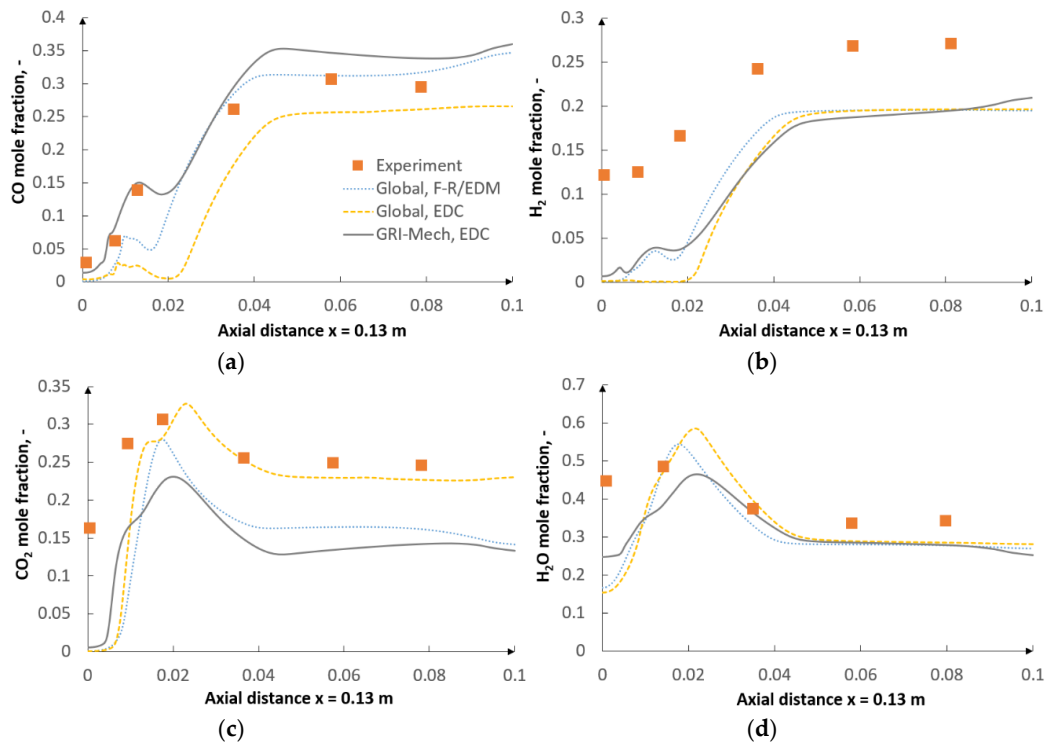 CO mole fraction, -
0.4
0.35
0.3
0.25
0.2
0.15
0.1
0.05
0
Experiment
Global, F-R/EDM
Global, EDC
GRI-Mech, EDC
0 0.02 0.04 0.06 0.08 0.1
Axial distance x = 0.13 m
(a)
H₂ mole fraction, -
0.3
0.25
0.2
0.15
0.1
0.05
0
0 0.02 0.04 0.06 0.08 0.1
Axial distance x = 0.13 m
(b)
CO₂ mole fraction, -
0.35
0.3
0.25
0.2
0.15
0.1
0.05
0
0 0.02 0.04 0.06 0.08 0.1
Axial distance x = 0.13 m
(c)
H₂O mole fraction, -
0.7
0.6
0.5
0.4
0.3
0.2
0.1
0
0 0.02 0.04 0.06 0.08 0.1
Axial distance x = 0.13 m
(d)